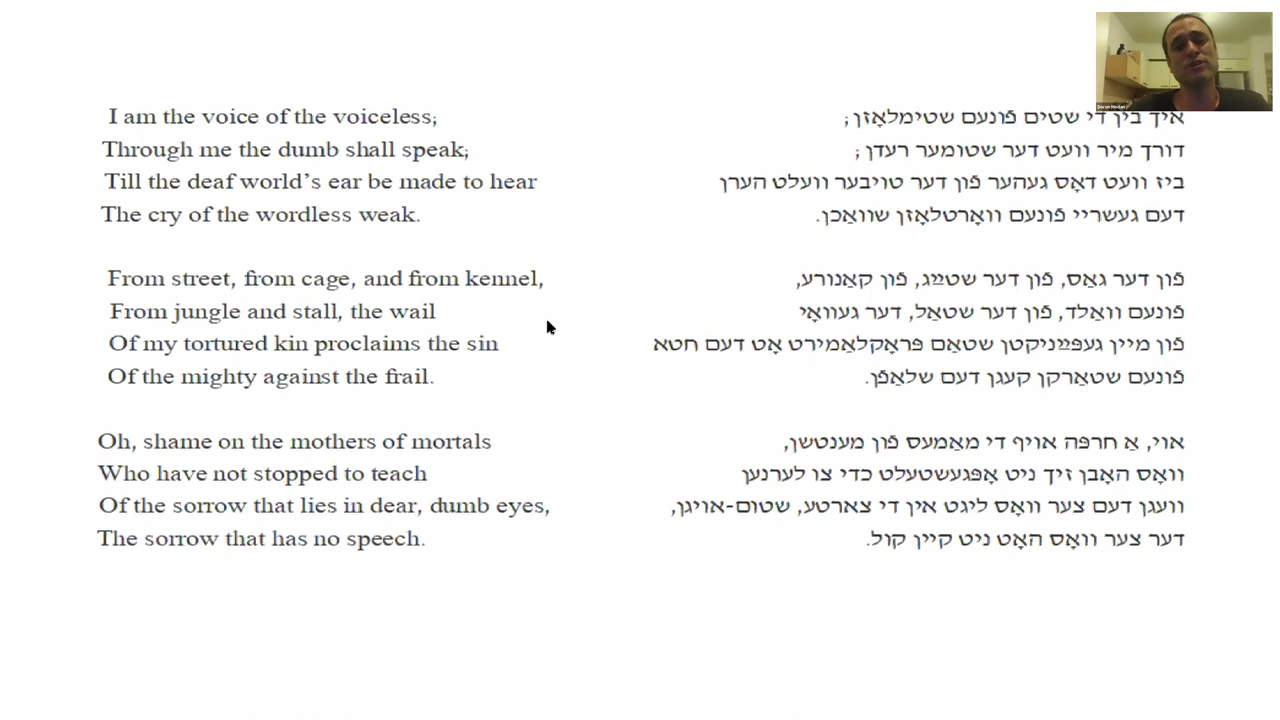 I am the voice of the voiceless;
Through me the dumb shall speak;
Till the deaf world's ear be made to hear
The cry of the wordless weak.
From street, from cage, and from kennel,
From jungle and stall, the wail
Of my tortured kin proclaims the sin
Of the mighty against the frail.
Oh, shame on the mothers of mortals
Who have not stopped to teach
Of the sorrow that lies in dear, dumb eyes,
The sorrow that has no speech.
איך בין די שטים פֿונעם שטימלאָזן;
דורך מיר וועט דער שטומער רעדן;
ביז וועט דאָס געהער פֿון דער טויבער וועלט הערן
דעם געשריי פֿונעם וואָרטלאָזן שוואַכן.
פֿון דער גאַס, פֿון דער שטײַג, פֿון קאַנורע,
פֿונעם וואַלד, פֿון דער שטאַל, דער געוואָי
פֿון מיין געפּײַניקטן שטאַם פּראָקלאַמירט אָט דעם חטא
פֿונעם שטאַרקן קעגן דעם שלאַפֿן.
אוי, אַ חרפּה אויף די מאַמעס פֿון מענטשן,
וואָס האָבן זיך ניט אָפּגעשטעלט כדי צו לערנען
וועגן דעם צער וואָס ליגט אין די צארטע, שטום-אויגן,
דער צער וואָס האָט ניט קיין קול.
Doron Modan